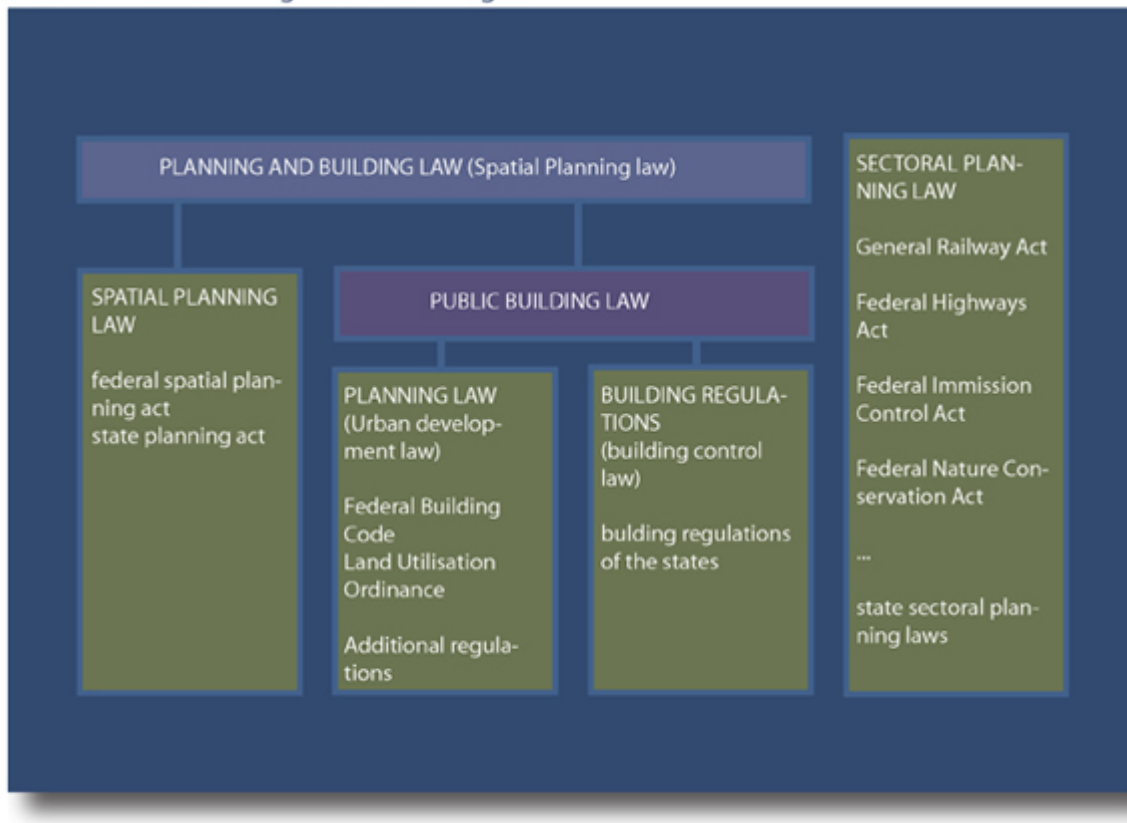 PLANNING AND BUILDING LAW (Spatial Planning law)
SPATIAL PLANNING
LAW
federal spatial plan-
ning act
state planning act
PUBLIC BUILDING LAW
PLANNING LAW
(Urban develop-
ment law)
Federal Building
Code
Land Utilisation
Ordinance
Additional regula-
tions
BUILDING REGULA-
TIONS
(building control
law)
bulding regulations
of the states
SECTORAL PLAN-
NING LAW
General Railway Act
Federal Highways
Act
Federal Immission
Control Act
Federal Nature Con-
servation Act
...
state sectoral plan-
ning laws